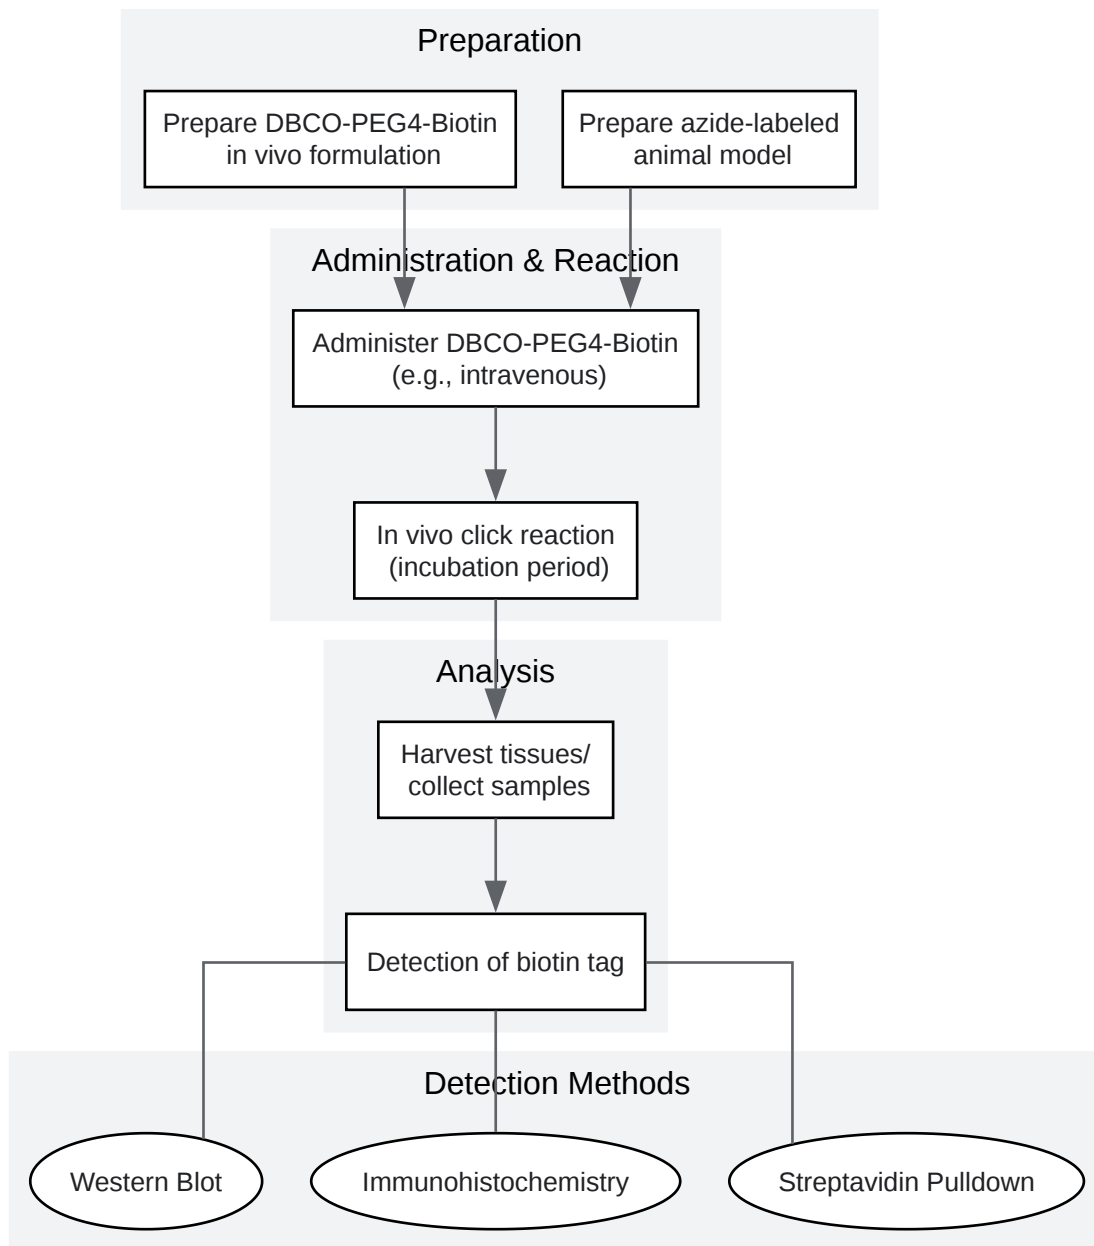 Preparation
Prepare DBCO-PEG4-Biotin
in vivo formulation
Prepare azide-labeled
animal model
Administration & Reaction
Administer DBCO-PEG4-Biotin
(e.g., intravenous)
In vivo click reaction
(incubation period)
Analysis
Harvest tissues/
collect samples
Detection of biotin tag
Detection Methods
Western Blot
Immunohistochemistry
Streptavidin Pulldown